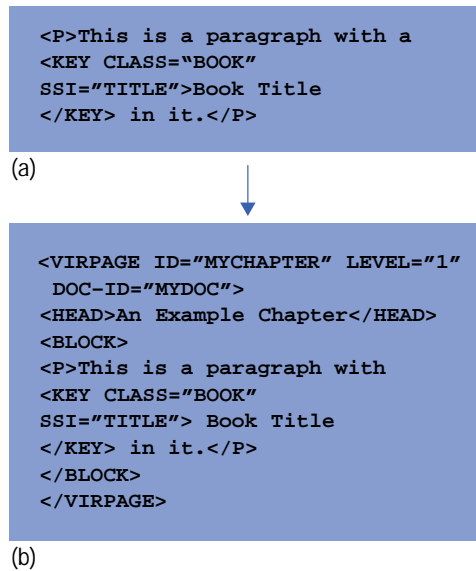 <P>This is a paragraph with a
<KEY CLASS=“BOOK”
SSI=”TITLE”>Book Title
</KEY> in it.</P>
(a)
<VIRPAGE ID=”MYCHAPTER” LEVEL=”1”
DOC–ID=”MYDOC”>
<HEAD>An Example Chapter</HEAD>
<BLOCK>
<P>This is a paragraph with
<KEY CLASS=”BOOK”
SSI=”TITLE”> Book Title
</KEY> in it.</P>
</BLOCK>
</VIRPAGE>
(b)